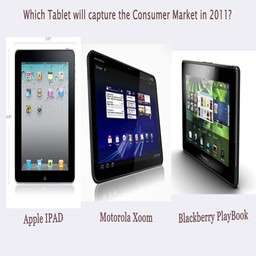 Which Tablet will capture the Consumer Market in 2011?
Apple IPAD
Motorola Xoom
Blackberry PlayBook